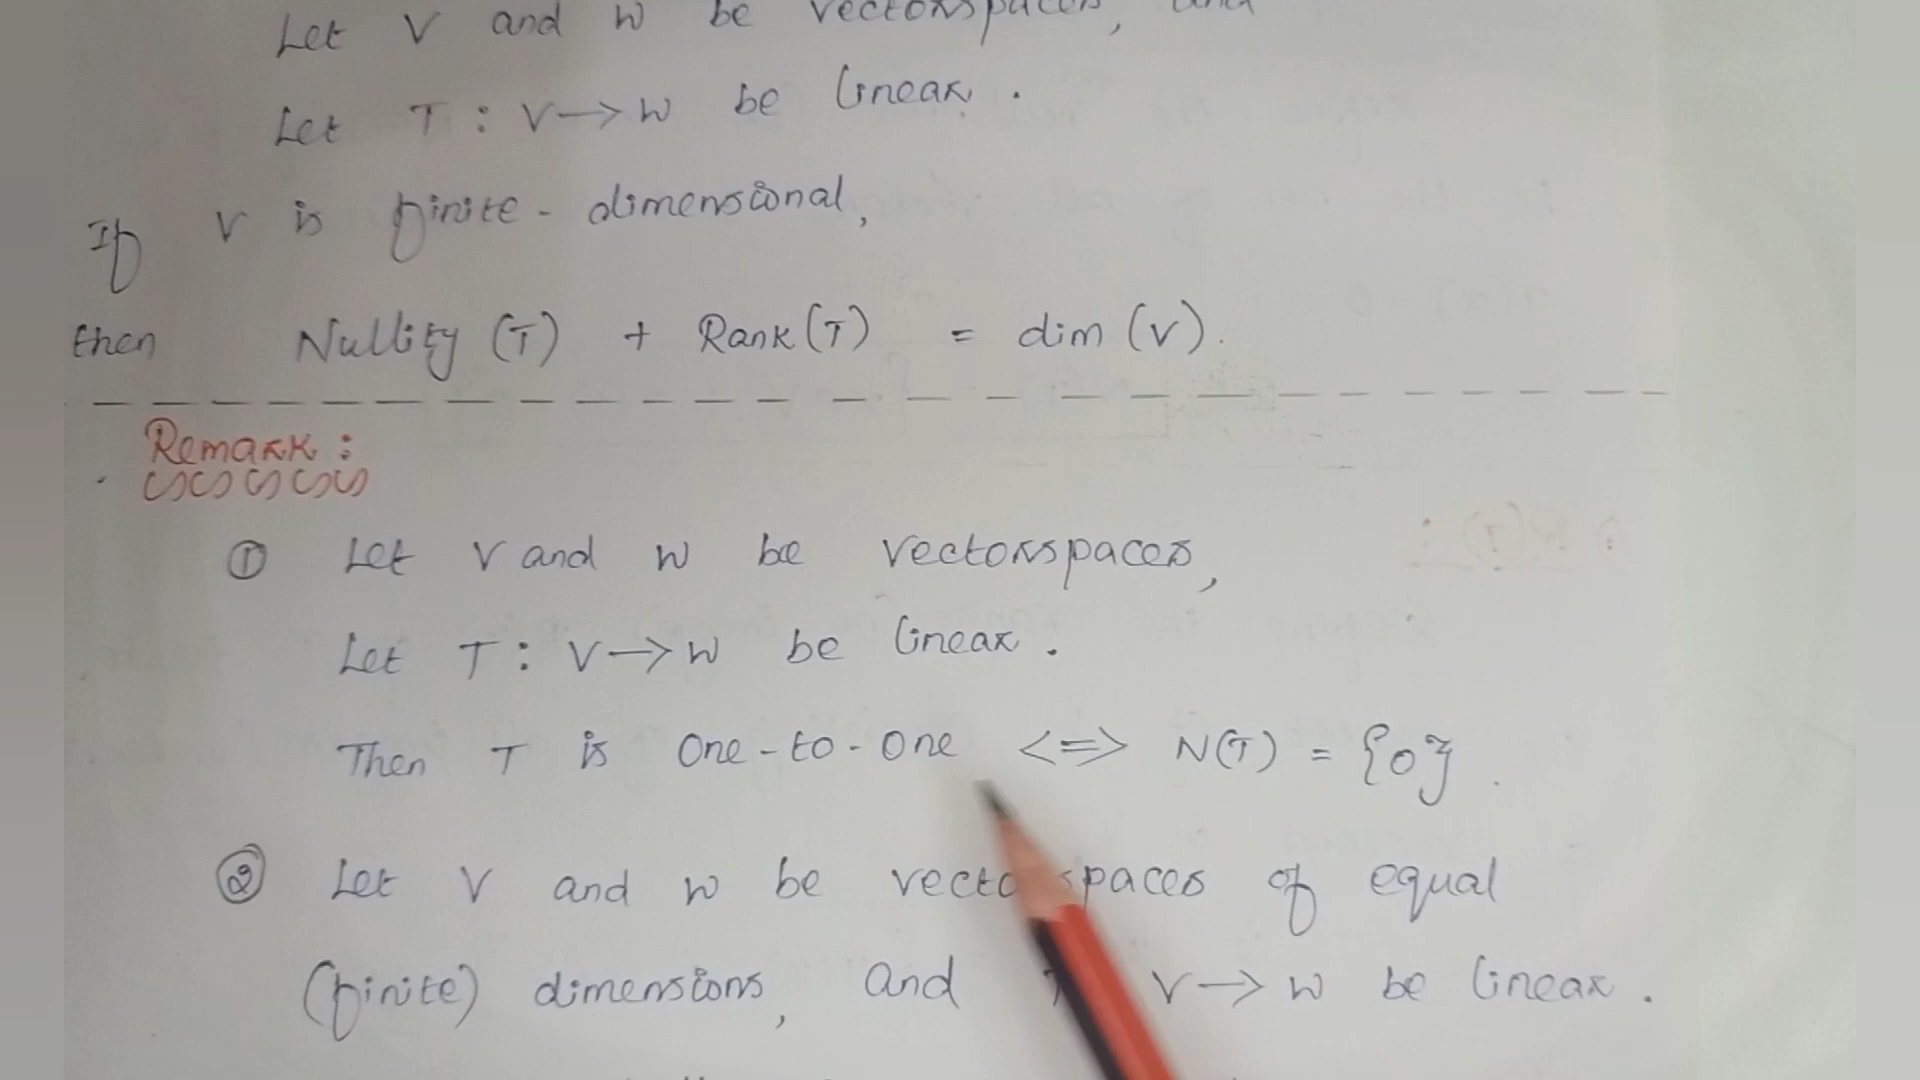 Let V and W be vectorspaces, and
Let T : V → W be linear.
If V is finite-dimensional,
then Nullity (T) + Rank (T) = dim (V).
Remark :
① Let V and W be vectorspaces,
Let T : V → W be linear.
Then T is one-to-one <=> N(T) = {0}.
② Let V and W be vectorspaces of equal
(finite) dimensions, and V → W be linear.